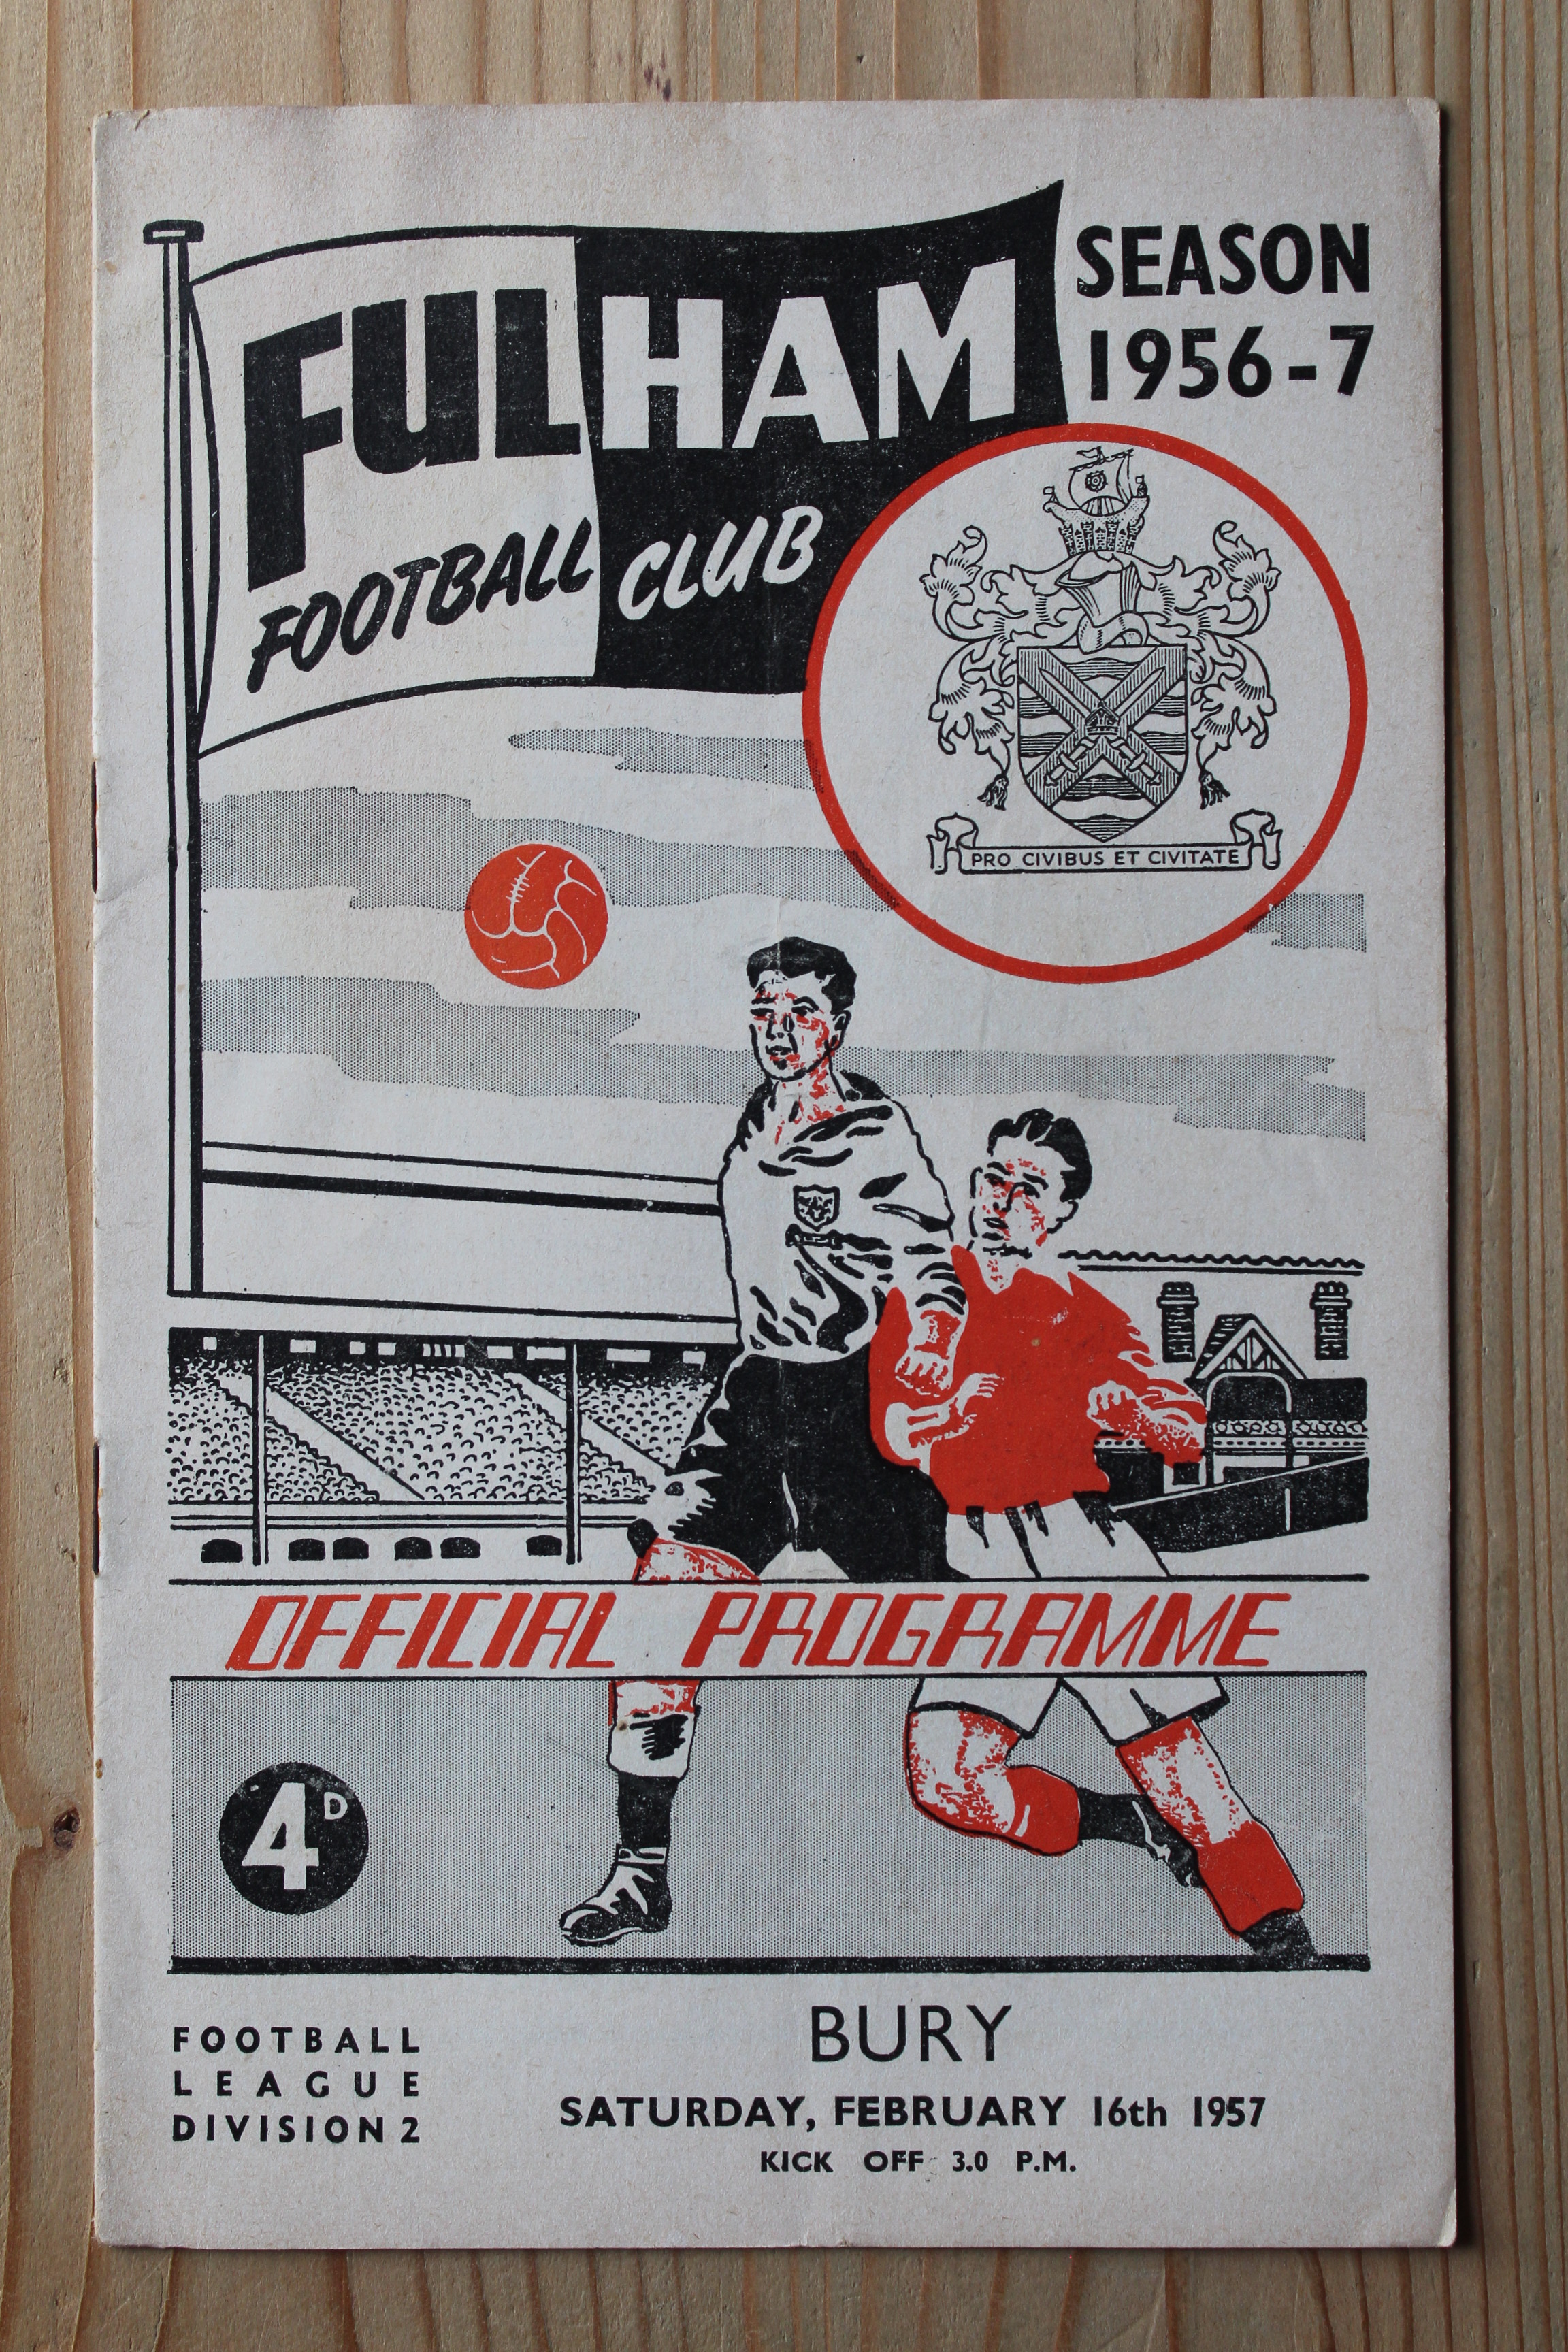 FULHAM
FOOTBALL CLUB
SEASON
1956-7
PRO CIVIBUS ET CIVITATE
OFFICIAL PROGRAMME
4D
FOOTBALL
LEAGUE
DIVISION 2
BURY
SATURDAY, FEBRUARY 16th 1957
KICK OFF 3.0 P.M.